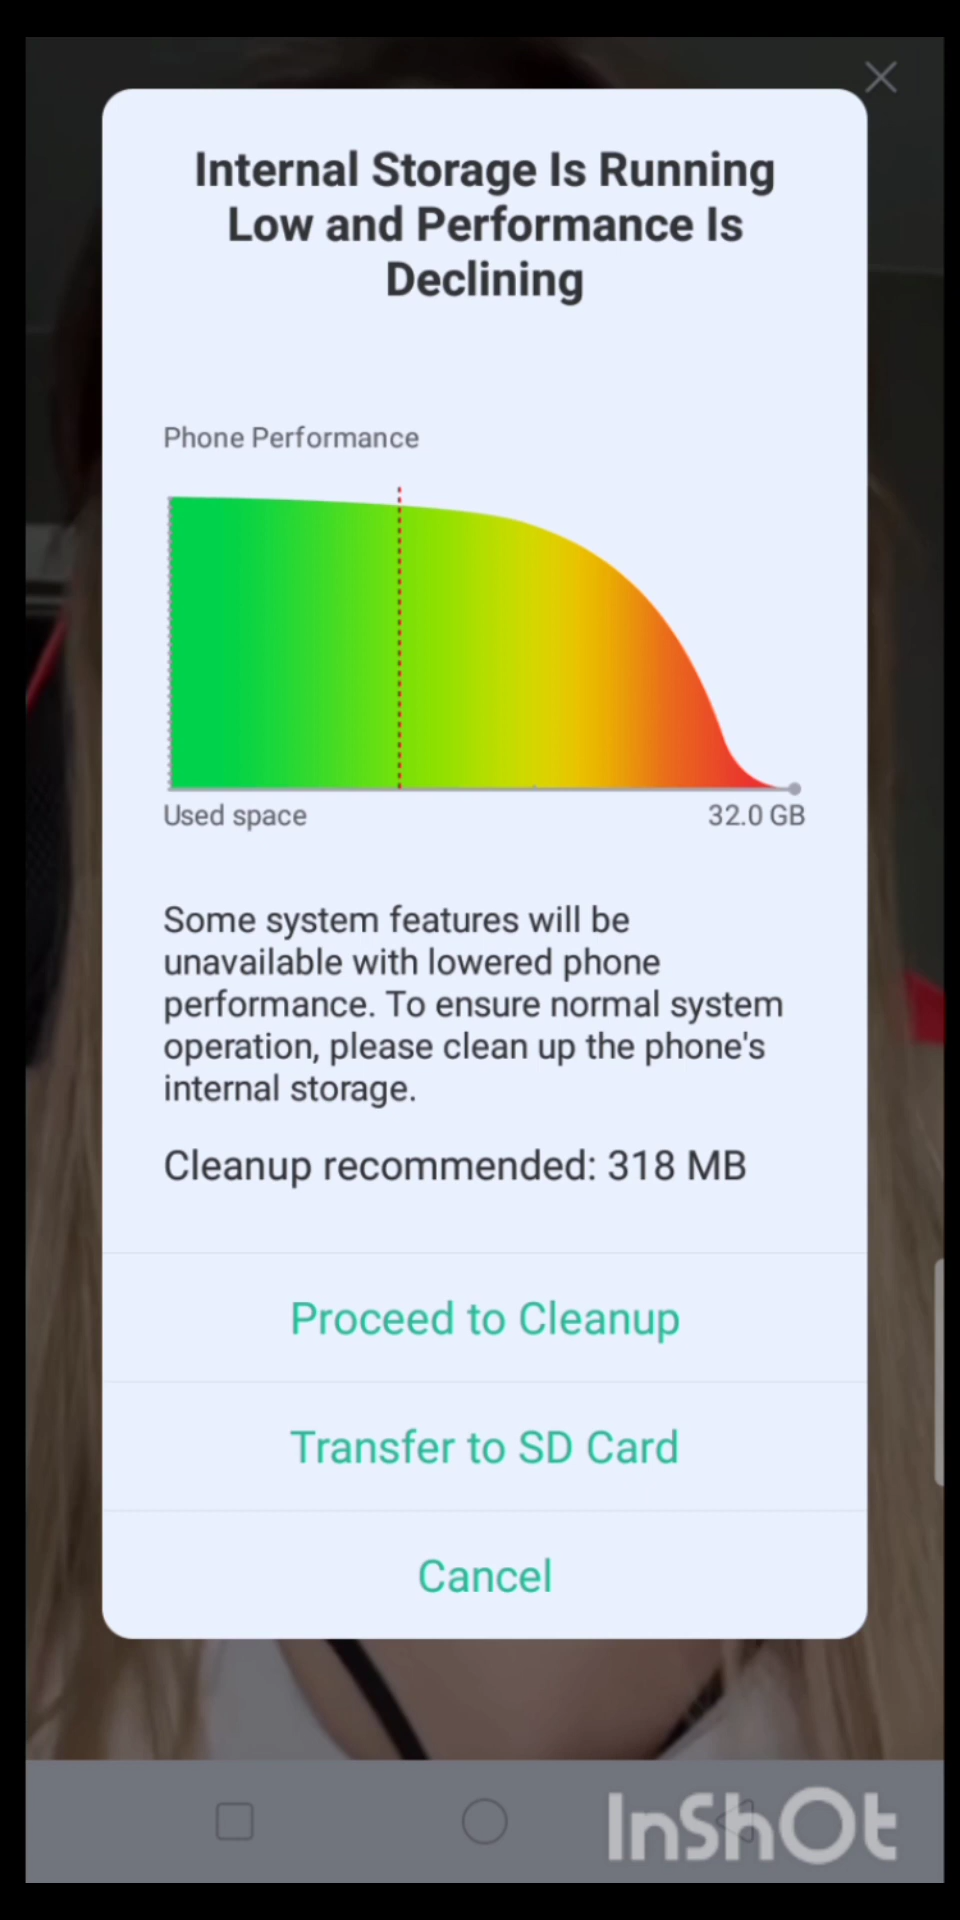 Internal Storage Is Running
Low and Performance Is
Declining
Phone Performance
Used space
32.0 GB
Some system features will be
unavailable with lowered phone
performance. To ensure normal system
operation, please clean up the phone's
internal storage.
Cleanup recommended: 318 MB
Proceed to Cleanup
Transfer to SD Card
Cancel
InShOt